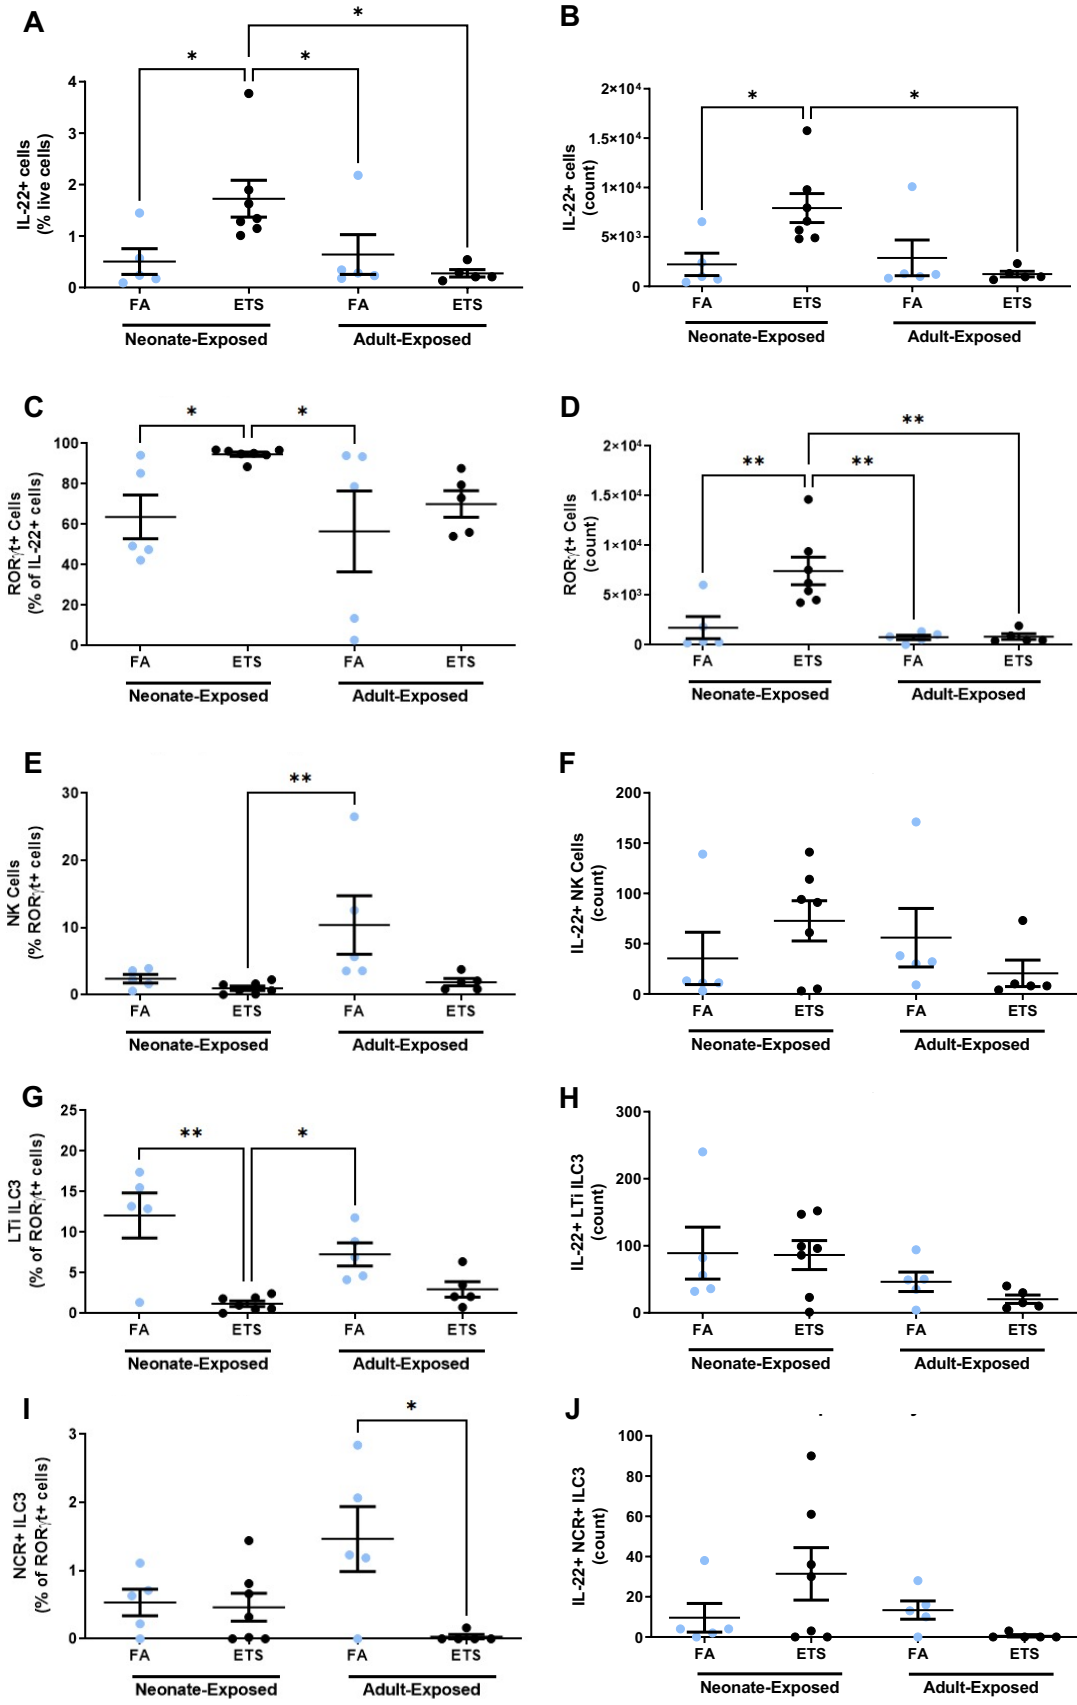 A
*
*
*
4
3
2
1
0
IL-22+ cells
(% live cells)
FA
ETS
FA
ETS
Neonate-Exposed
Adult-Exposed
B
*
*
2×10⁴
1.5×10⁴
1×10⁴
5×10³
0
IL-22+ cells
(count)
FA
ETS
FA
ETS
Neonate-Exposed
Adult-Exposed
C
*
*
100
80
60
40
20
0
RORγt+ Cells
(% of IL-22+ cells)
FA
ETS
FA
ETS
Neonate-Exposed
Adult-Exposed
D
**
**
**
2×10⁴
1.5×10⁴
1×10⁴
5×10³
0
RORγt+ Cells
(count)
FA
ETS
FA
ETS
Neonate-Exposed
Adult-Exposed
E
**
30
20
10
0
NK Cells
(% RORγt+ cells)
FA
ETS
FA
ETS
Neonate-Exposed
Adult-Exposed
F
200
150
100
50
0
IL-22+ NK Cells
(count)
FA
ETS
FA
ETS
Neonate-Exposed
Adult-Exposed
G
**
*
25
20
15
10
5
0
LTi ILC3
(% of RORγt+ cells)
FA
ETS
FA
ETS
Neonate-Exposed
Adult-Exposed
H
300
200
100
0
IL-22+ LTi ILC3
(count)
FA
ETS
FA
ETS
Neonate-Exposed
Adult-Exposed
I
*
3
2
1
0
NCR+ ILC3
(% of RORγt+ cells)
FA
ETS
FA
ETS
Neonate-Exposed
Adult-Exposed
J
100
80
60
40
20
0
IL-22+ NCR+ ILC3
(count)
FA
ETS
FA
ETS
Neonate-Exposed
Adult-Exposed